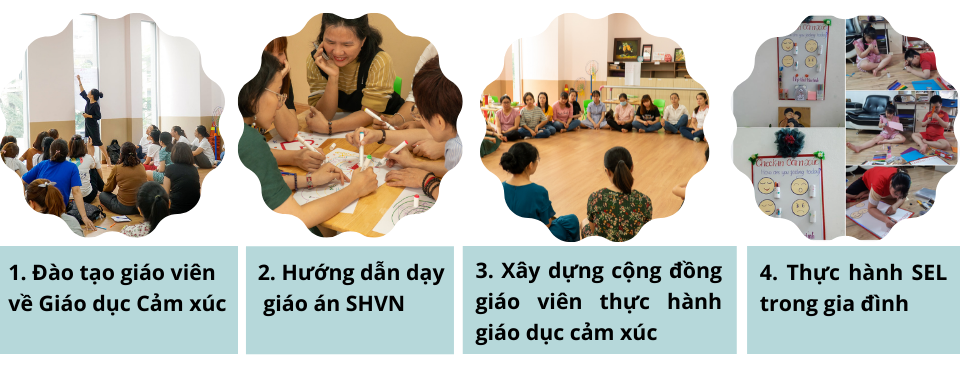 1. Đào tạo giáo viên
về Giáo dục Cảm xúc
2. Hướng dẫn dạy
giáo án SHVN
3. Xây dựng cộng đồng
giáo viên thực hành
giáo dục cảm xúc
4. Thực hành SEL
trong gia đình